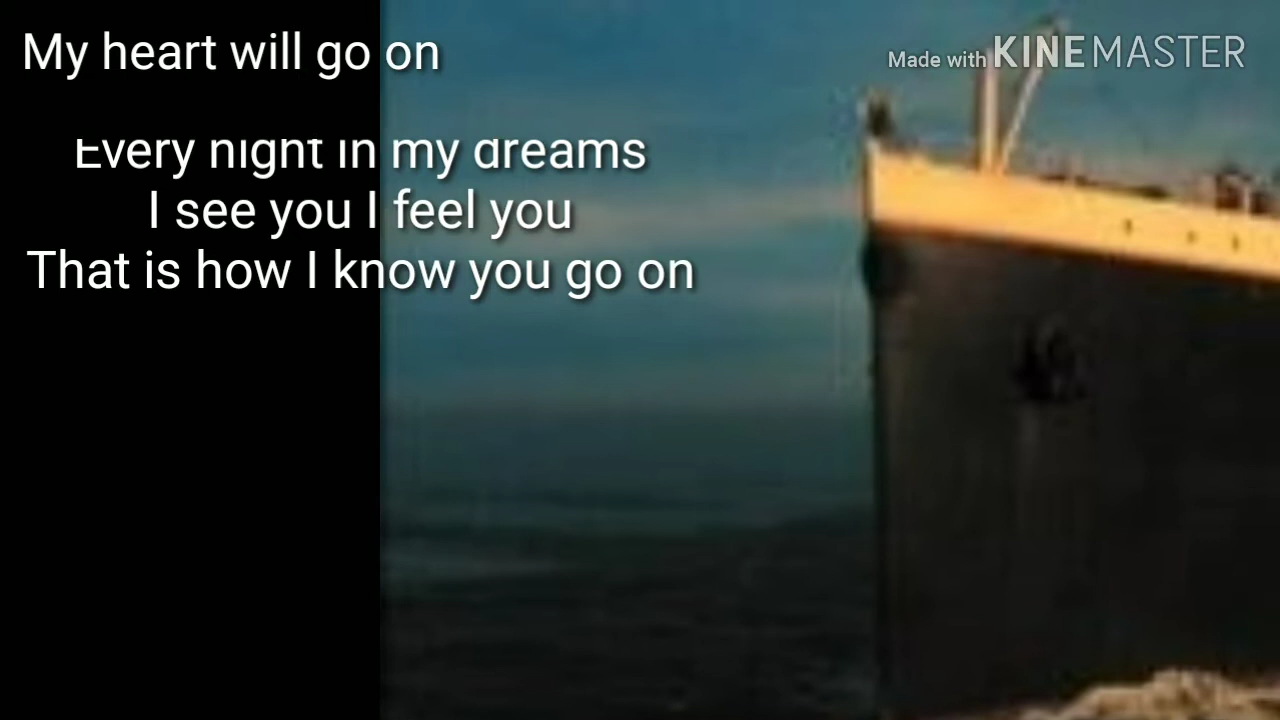 My heart will go on
Made with KINEMASTER
Every night in my dreams
I see you I feel you
That is how I know you go on